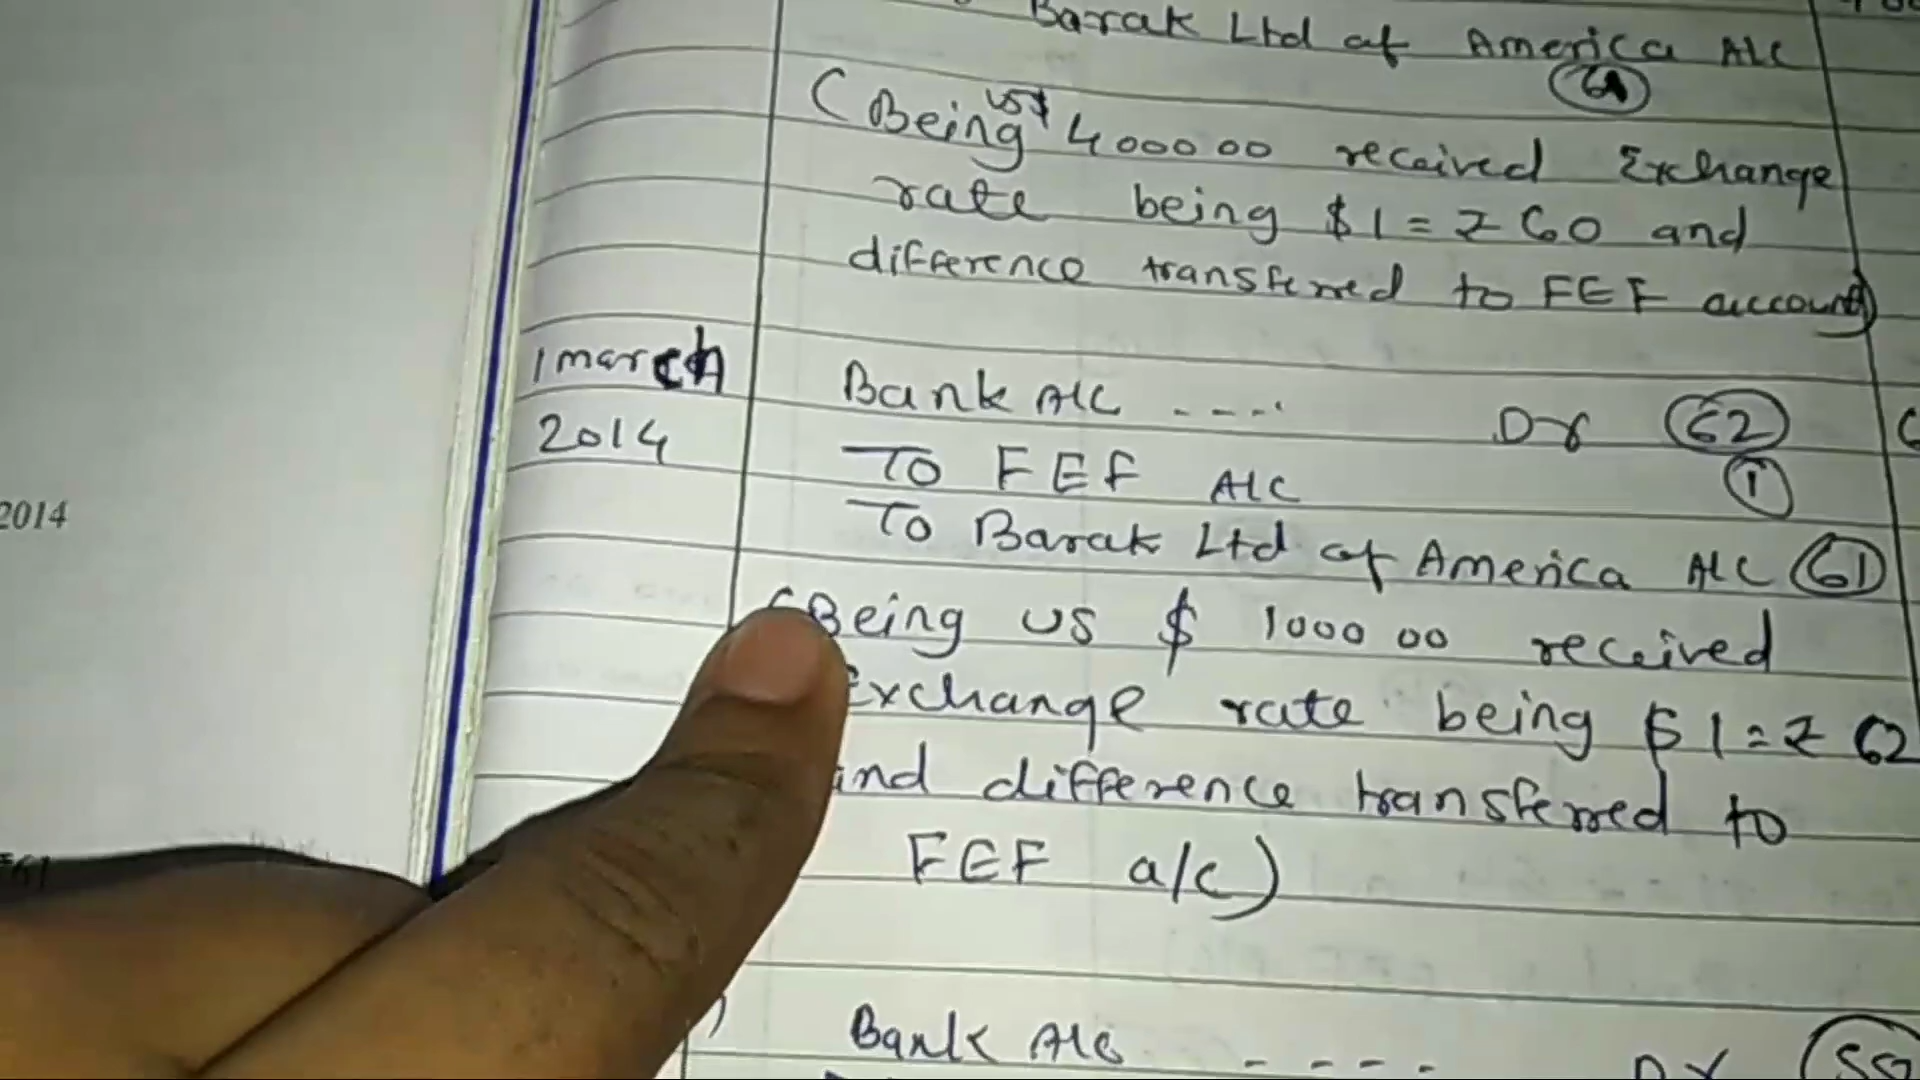 Barak Ltd of America A/c
61
US$
(Being 400000 received Exchange
rate being $1=₹60 and
difference transferred to FEF account)
1 march
2014
Bank A/c ---- Dr 62
To FEF A/c 1
To Barak Ltd of America A/c 61
(Being US $ 100000 received
Exchange rate being $1=₹62
and difference transferred to
FEF a/c)
2014
Bank A/c ---- Dr